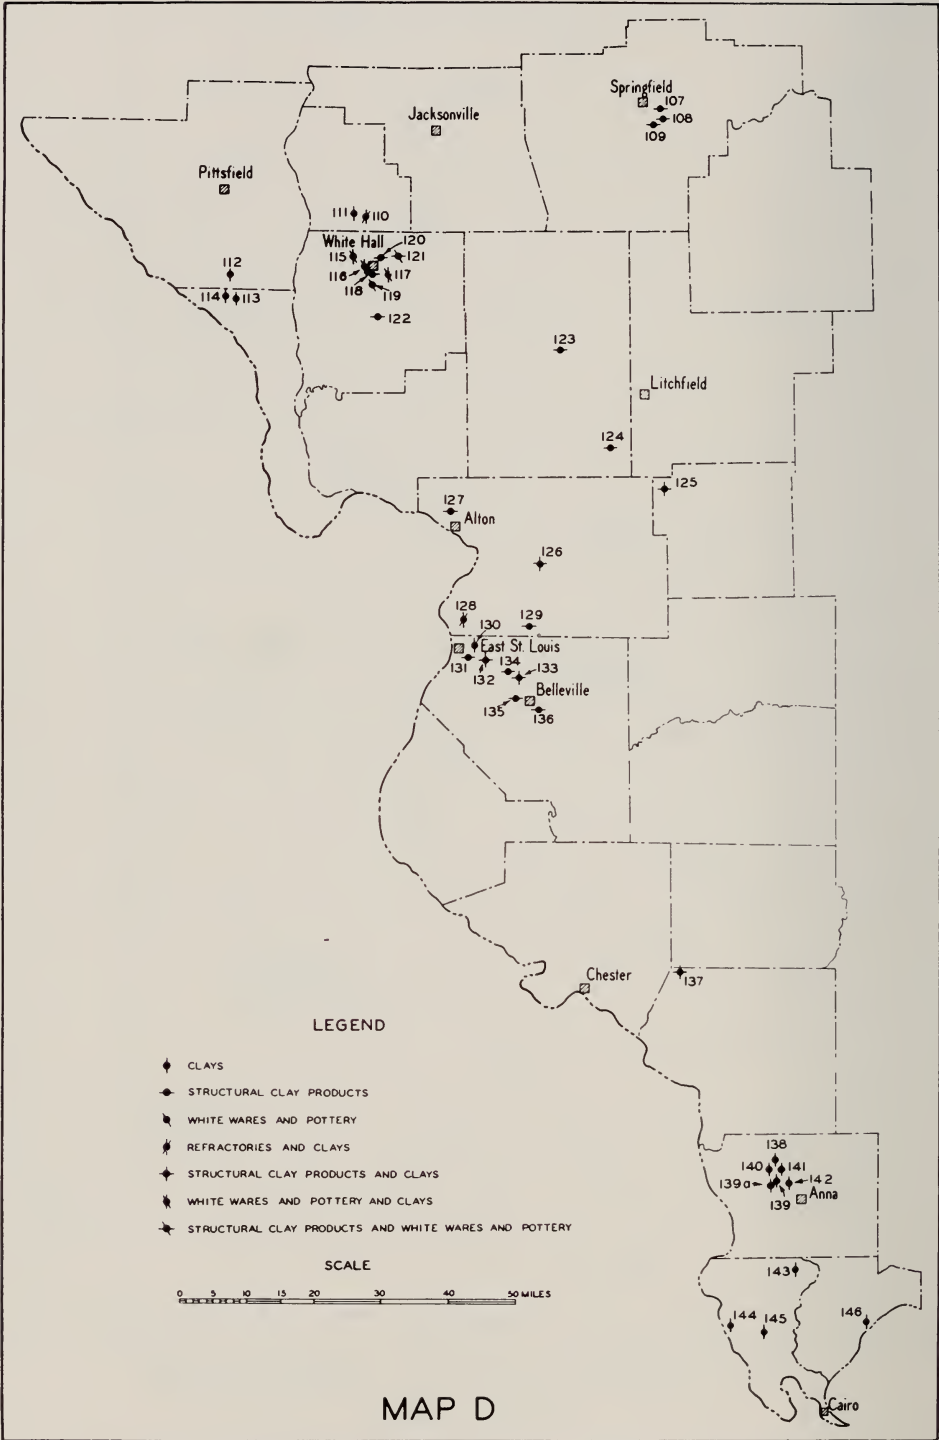 Springfield
107
108
109
Jacksonville
Pittsfield
111
110
White Hall
120
115
121
116
117
118
119
122
112
114
113
123
Litchfield
124
125
127
Alton
126
128
129
130
East St. Louis
131
132
134
133
Belleville
135
136
Chester
137
138
140
141
139a
142
139
Anna
143
144
145
146
Cairo
LEGEND
CLAYS
STRUCTURAL CLAY PRODUCTS
WHITE WARES AND POTTERY
REFRACTORIES AND CLAYS
STRUCTURAL CLAY PRODUCTS AND CLAYS
WHITE WARES AND POTTERY AND CLAYS
STRUCTURAL CLAY PRODUCTS AND WHITE WARES AND POTTERY
SCALE
0 5 10 20 30 40 50 MILES
MAP D